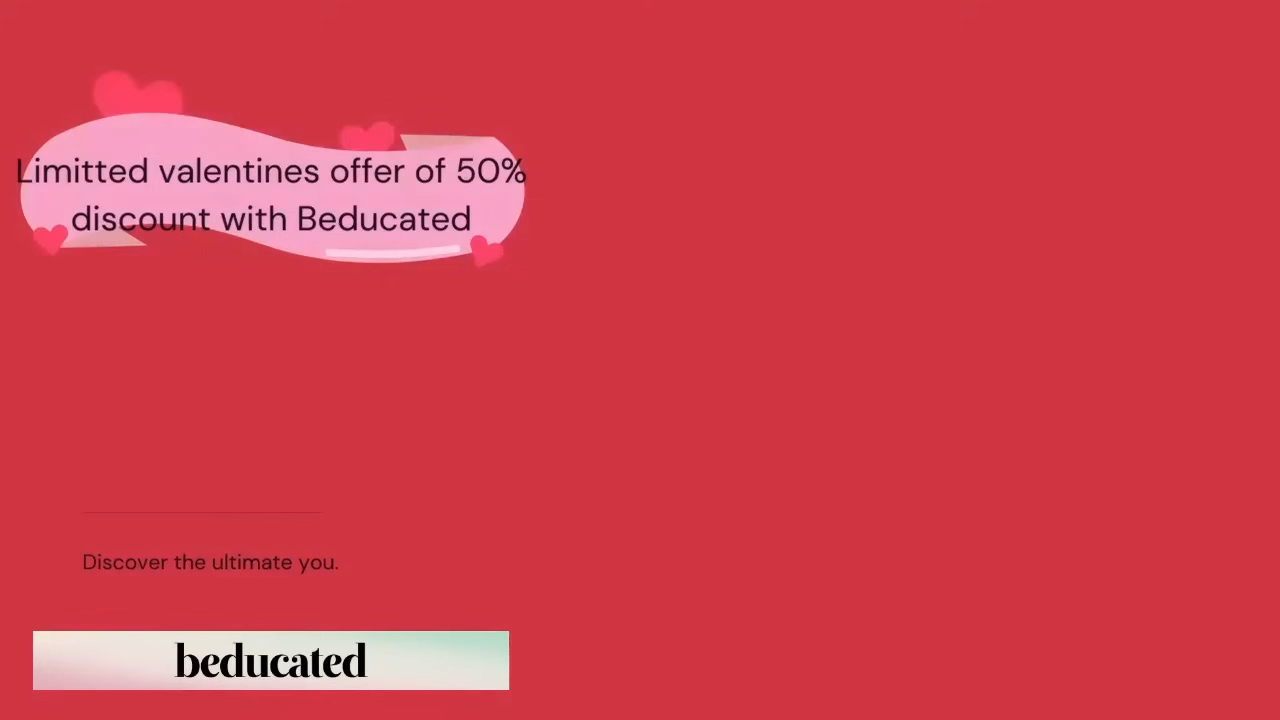 Limitted valentines offer of 50%
discount with Beducated
Discover the ultimate you.
beducated